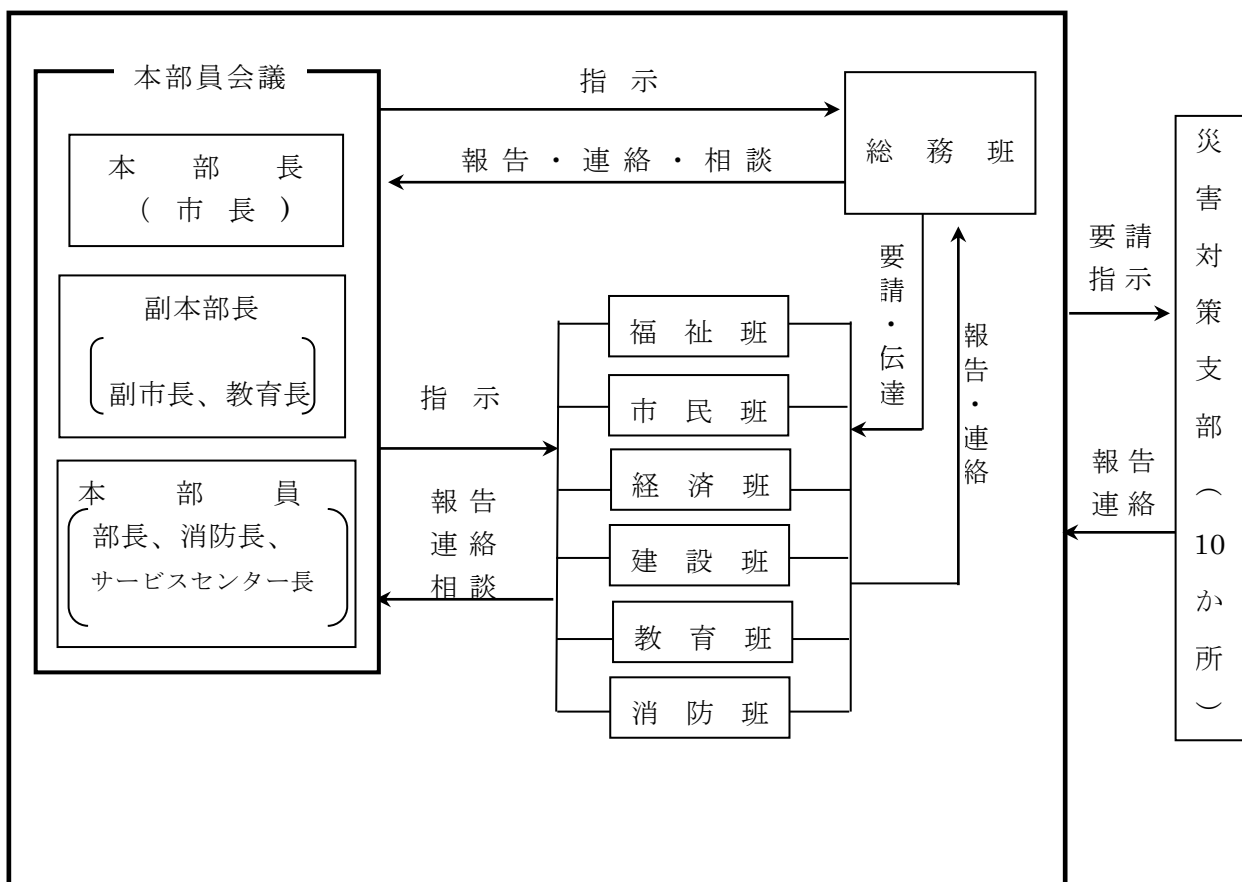 本部員会議
本部長
(市長)
副本部長
副市長、教育長
本部員
部長、消防長、
サービスセンター長
指示
報告・連絡・相談
総務班
指示
報告
連絡
相談
福祉班
市民班
経済班
建設班
教育班
消防班
要請・伝達
報告・連絡
要請
指示
報告
連絡
災害対策支部(10か所)